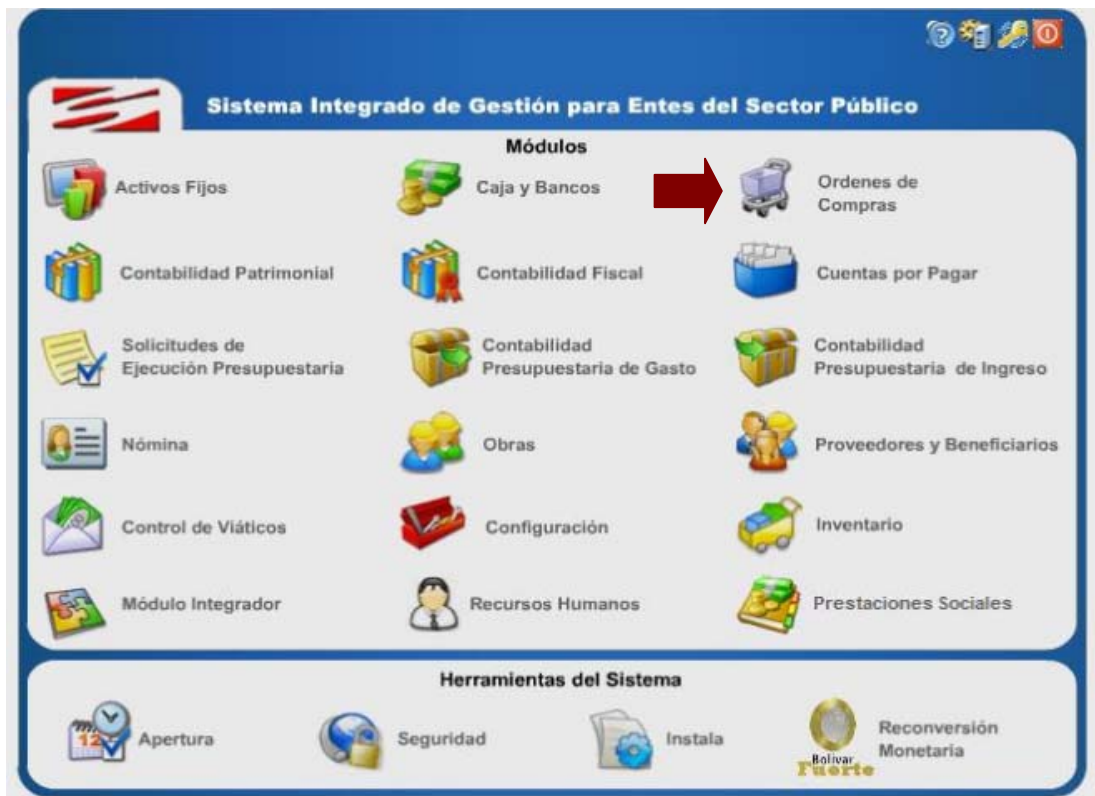 Sistema Integrado de Gestión para Entes del Sector Público
Módulos
Activos Fijos
Caja y Bancos
Ordenes de
Compras
Contabilidad Patrimonial
Contabilidad Fiscal
Cuentas por Pagar
Solicitudes de
Ejecución Presupuestaria
Contabilidad
Presupuestaria de Gasto
Contabilidad
Presupuestaria de Ingreso
Nómina
Obras
Proveedores y Beneficiarios
Control de Viáticos
Configuración
Inventario
Módulo Integrador
Recursos Humanos
Prestaciones Sociales
Herramientas del Sistema
12
Apertura
Seguridad
Instala
Bolivar
Fuerte
Reconversión
Monetaria